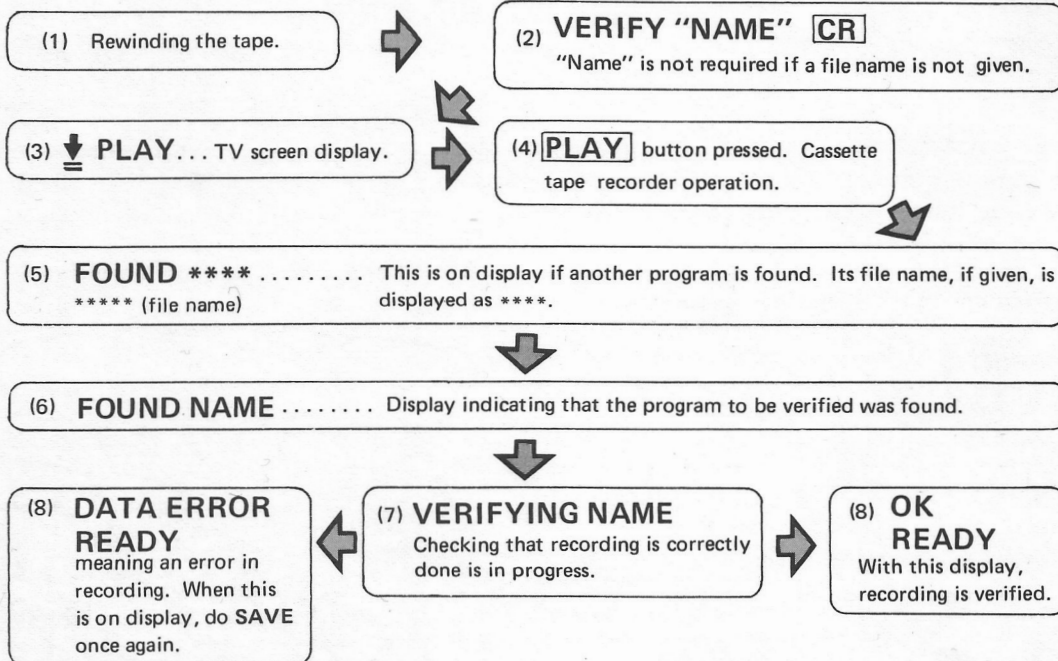 (1) Rewinding the tape.
(2) VERIFY "NAME" CR
"Name" is not required if a file name is not given.
(3) PLAY... TV screen display.
(4) PLAY button pressed. Cassette
tape recorder operation.
(5) FOUND **** ......... This is on display if another program is found. Its file name, if given, is
***** (file name) displayed as ****.
(6) FOUND NAME ........ Display indicating that the program to be verified was found.
(8) DATA ERROR
READY
meaning an error in
recording. When this
is on display, do SAVE
once again.
(7) VERIFYING NAME
Checking that recording is correctly
done is in progress.
(8) OK
READY
With this display,
recording is verified.